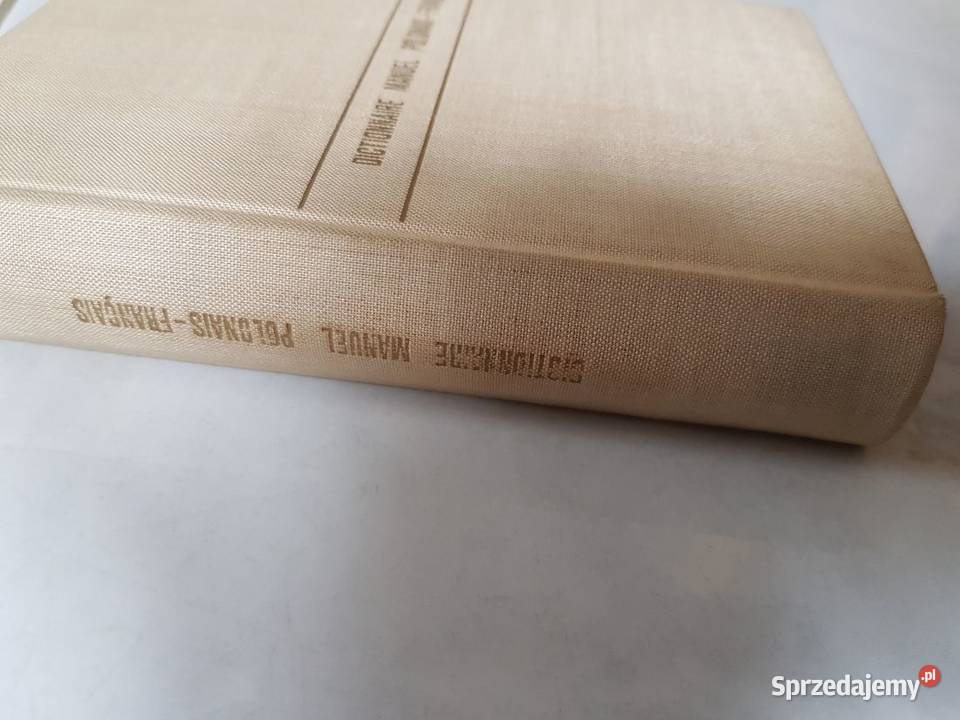 DICTIONNAIRE MANUEL POLONAIS-
DICTIONNAIRE MANUEL POLONAIS-FRANÇAIS
Sprzedajemy.pl